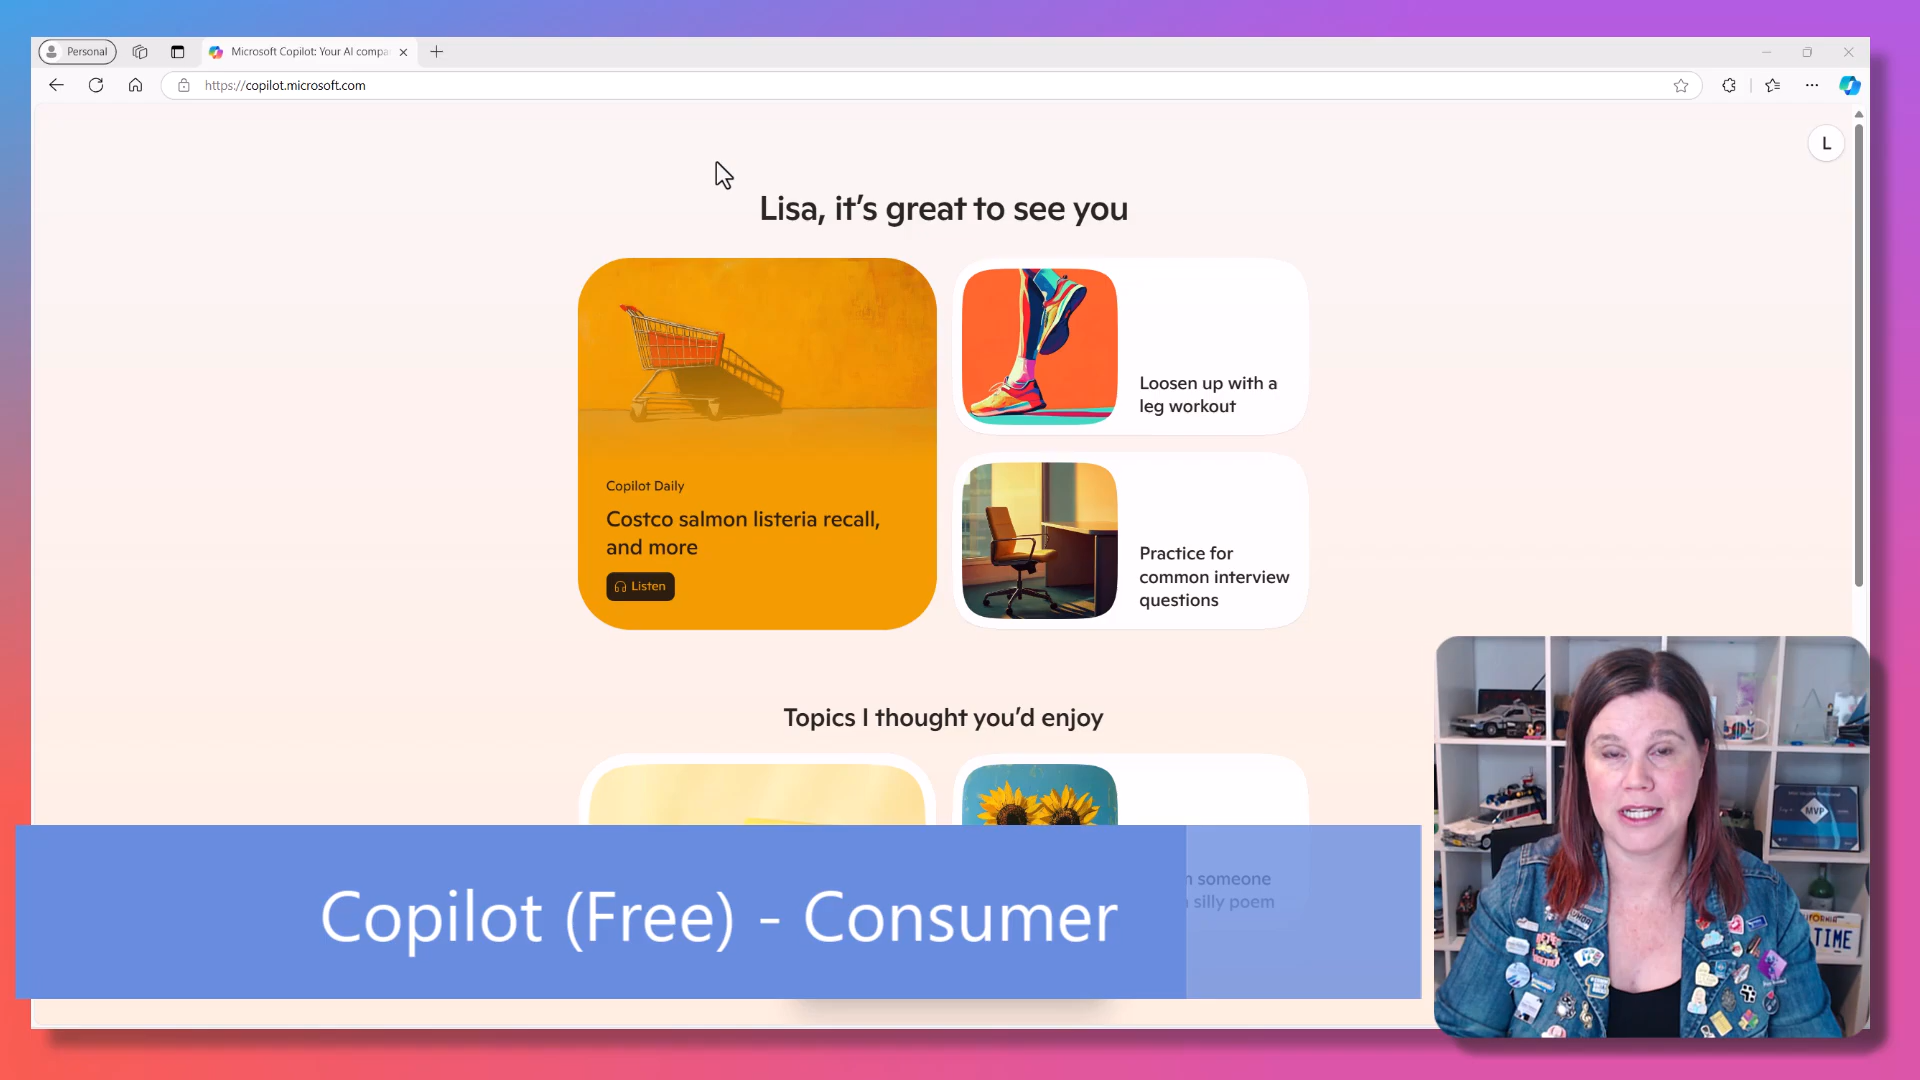 Personal
Microsoft Copilot: Your AI compa
https://copilot.microsoft.com
L
Lisa, it's great to see you
Loosen up with a
leg workout
Copilot Daily
Costco salmon listeria recall,
and more
Listen
Practice for
common interview
questions
Topics I thought you'd enjoy
someone
silly poem
Copilot (Free) - Consumer
MVP
CALIFORNIA
TIME